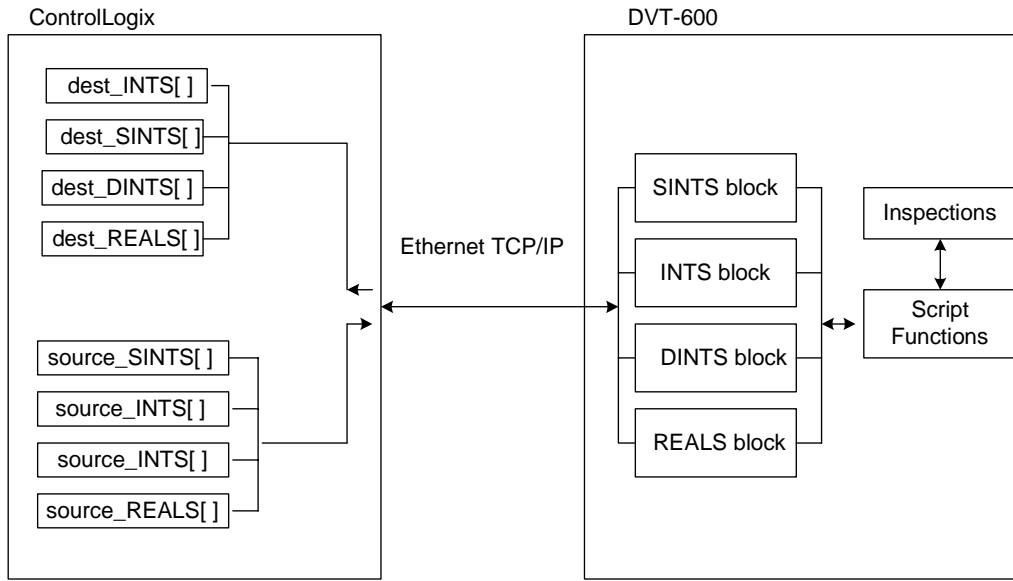 ControlLogix
dest_INTS[ ]
dest_SINTS[ ]
dest_DINTS[ ]
dest_REALS[ ]
source_SINTS[ ]
source_INTS[ ]
source_INTS[ ]
source_REALS[ ]
Ethernet TCP/IP
DVT-600
SINTS block
INTS block
DINTS block
REALS block
Inspections
Script
Functions